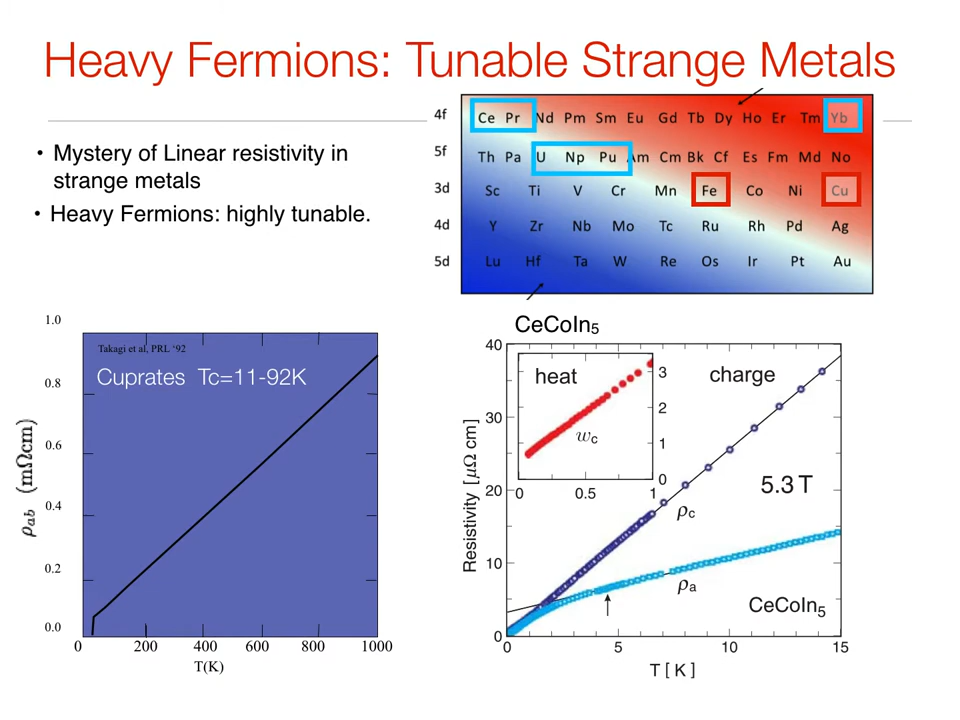 Heavy Fermions: Tunable Strange Metals
• Mystery of Linear resistivity in
strange metals
• Heavy Fermions: highly tunable.
4f Ce Pr Nd Pm Sm Eu Gd Tb Dy Ho Er Tm Yb
5f Th Pa U Np Pu Am Cm Bk Cf Es Fm Md No
3d Sc Ti V Cr Mn Fe Co Ni Cu
4d Y Zr Nb Mo Tc Ru Rh Pd Ag
5d Lu Hf Ta W Re Os Ir Pt Au
1.0
0.8
0.6
0.4
0.2
0.0
ρab (mΩcm)
Takagi et al, PRL ‘92
Cuprates Tc=11-92K
0 200 400 600 800 1000
T(K)
CeCoIn5
40
30
20
10
0
Resistivity [μΩ cm]
heat
wc
3
2
1
0
0 0.5 1
charge
5.3 T
ρc
ρa
CeCoIn5
0 5 10 15
T [ K ]